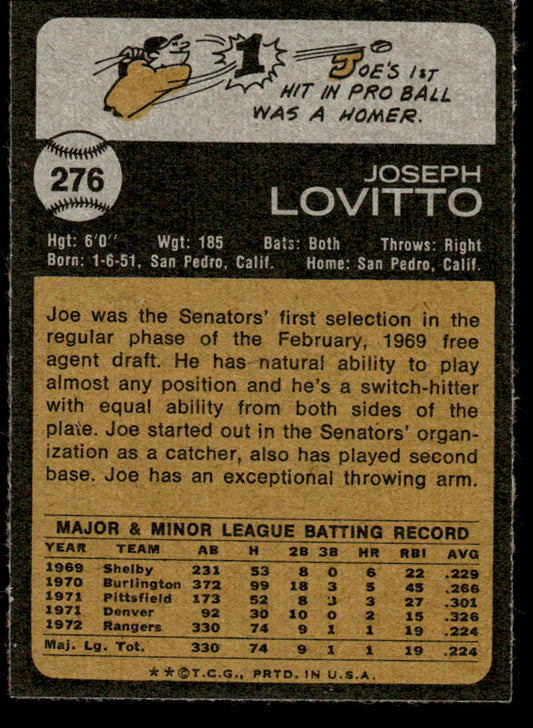 1
JOE'S 1ST
HIT IN PRO BALL
WAS A HOMER.
276
JOSEPH
LOVITTO
Hgt: 6'0" Wgt: 185 Bats: Both Throws: Right
Born: 1-6-51, San Pedro, Calif. Home: San Pedro, Calif.
Joe was the Senators' first selection in the
regular phase of the February, 1969 free
agent draft. He has natural ability to play
almost any position and he's a switch-hitter
with equal ability from both sides of the
plate. Joe started out in the Senators' organ-
ization as a catcher, also has played second
base. Joe has an exceptional throwing arm.
MAJOR & MINOR LEAGUE BATTING RECORD
YEAR TEAM AB H 2B 3B HR RBI AVG
1969 Shelby 231 53 8 0 6 22 .229
1970 Burlington 372 99 18 3 5 45 .266
1971 Pittsfield 173 52 8 3 3 27 .301
1971 Denver 92 30 10 0 2 15 .326
1972 Rangers 330 74 9 1 1 19 .224
Maj. Lg. Tot. 330 74 9 1 1 19 .224
**©T.C.G., PRTD. IN U.S.A.